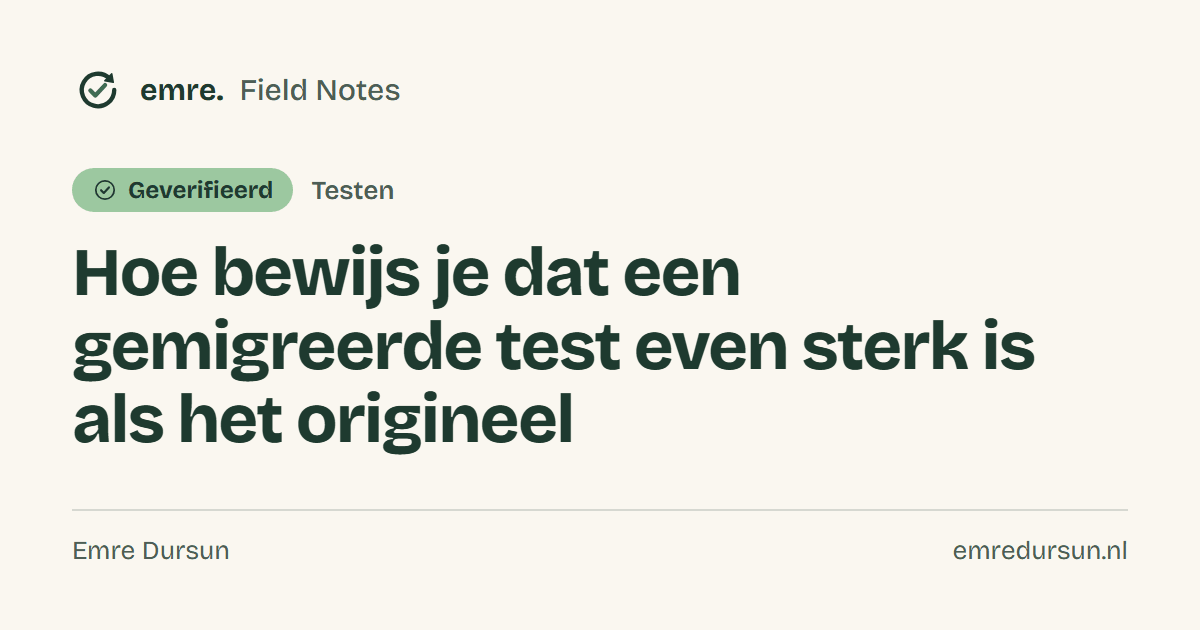 emre. Field Notes
Geverifieerd Testen
Hoe bewijs je dat een
gemigreerde test even sterk is
als het origineel
Emre Dursun emredursun.nl